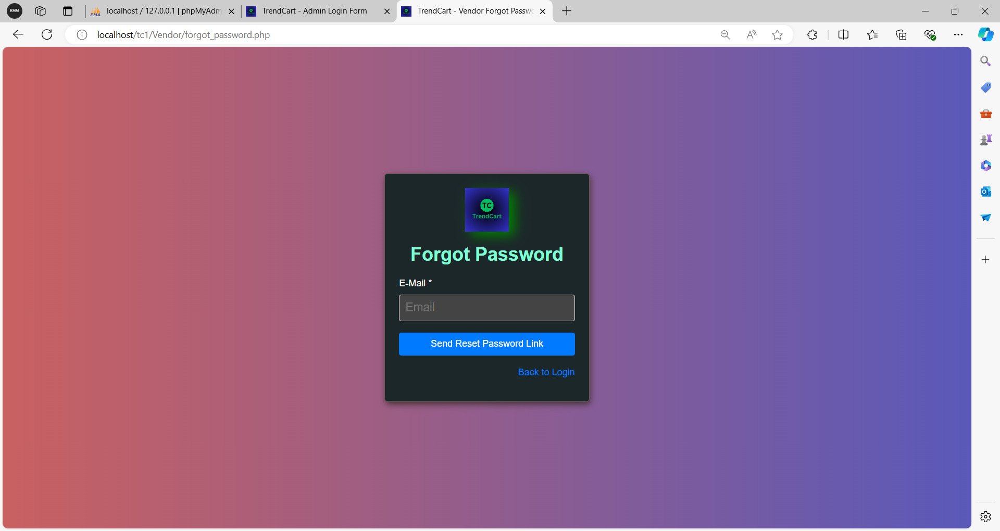 KMM
PMA
localhost / 127.0.0.1 | phpMyAdm
TrendCart - Admin Login Form
TrendCart - Vendor Forgot Passw
localhost/tc1/Vendor/forgot_password.php
TC
TrendCart
Forgot Password
E-Mail *
Email
Send Reset Password Link
Back to Login